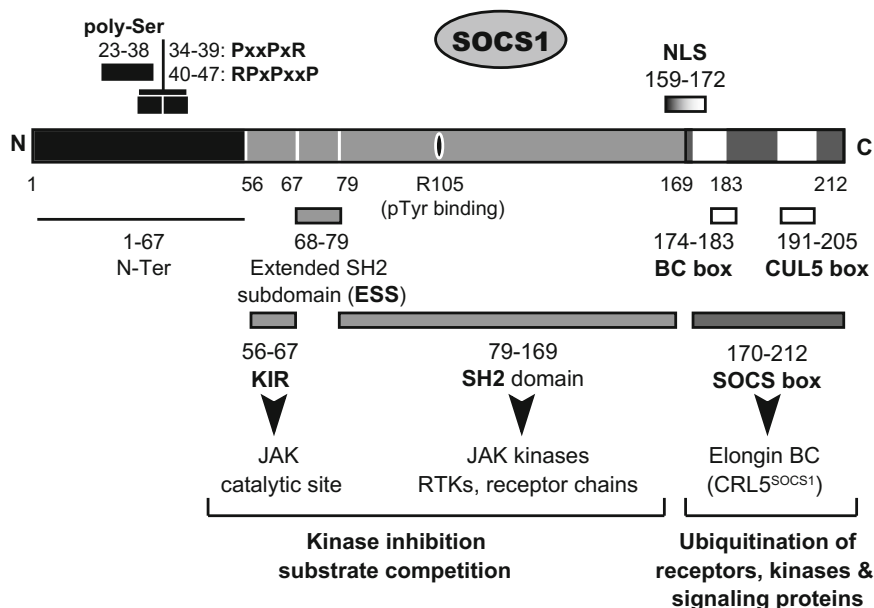 SOCS1
poly-Ser
23-38
34-39: PxxPxR
40-47: RPxPxxP
NLS
159-172
N
C
1
56
67
79
R105
169
183
212
(pTyr binding)
1-67
N-Ter
68-79
Extended SH2
subdomain (ESS)
174-183
BC box
191-205
CUL5 box
56-67
KIR
79-169
SH2 domain
170-212
SOCS box
JAK
catalytic site
JAK kinases
RTKs, receptor chains
Elongin BC
(CRL5SOCS1)
Kinase inhibition
substrate competition
Ubiquitination of
receptors, kinases &
signaling proteins